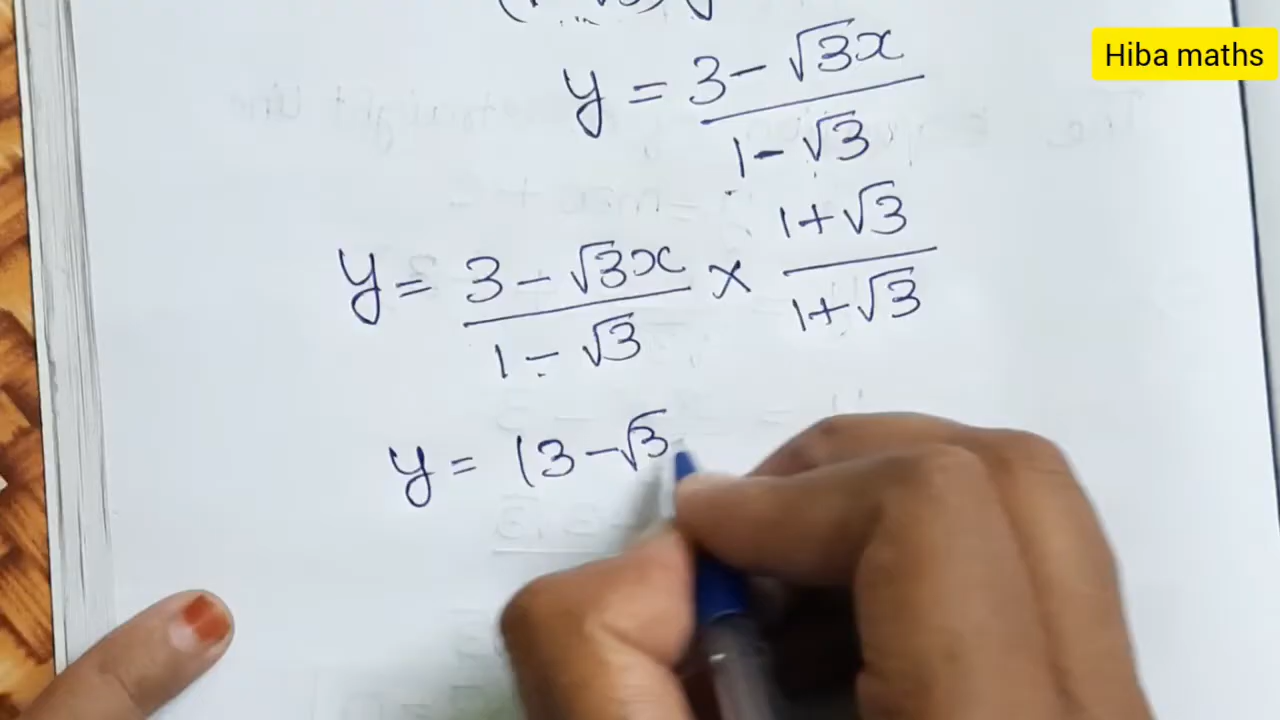 Hiba maths
y = 3 - √3x / 1 - √3
y = 3 - √3x / 1 - √3 × 1 + √3 / 1 + √3
y = (3 - √3